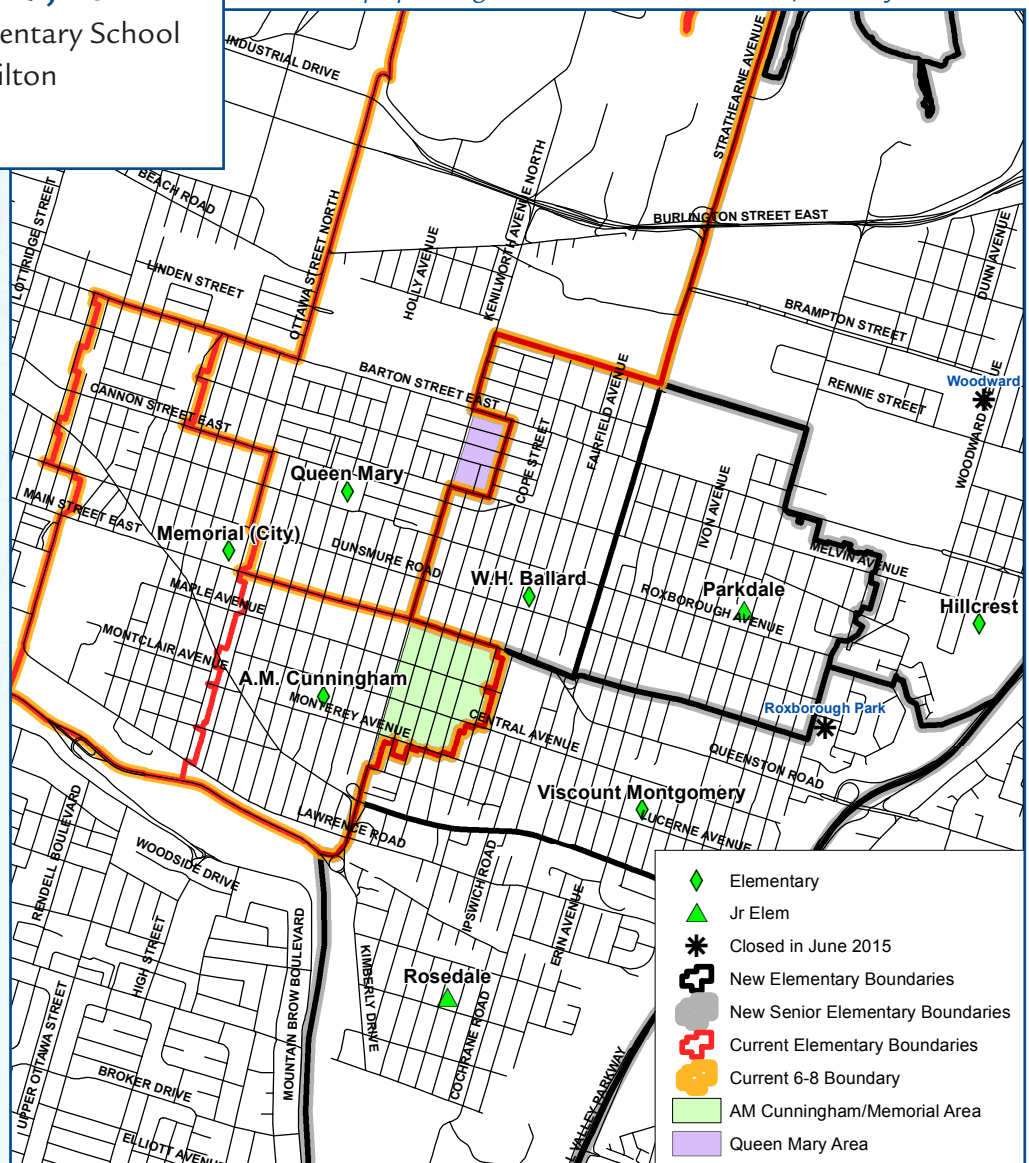 entary School
ilton
INDUSTRIAL DRIVE
STRATHEARNE AVENUE
BEACH ROAD
KENILWORTH AVENUE NORTH
BURLINGTON STREET EAST
LOTTRIDGE STREET
LINDEN STREET
OTTAWA STREET NORTH
HOLLY AVENUE
DUNN AVENUE
BRAMPTON STREET
BARTON STREET EAST
FAIRFIELD AVENUE
RENNIE STREET
Woodward
CANNON STREET EAST
COPE STREET
WOODWARD AVENUE
Queen Mary
IVON AVENUE
MAIN STREET EAST
Memorial (City)
DUNSMURE ROAD
MELVIN AVENUE
W.H. Ballard
Parkdale
MAPLE AVENUE
ROXBOROUGH AVENUE
Hillcrest
MONTCLAIR AVENUE
A.M. Cunningham
MONTEREY AVENUE
CENTRAL AVENUE
Roxborough Park
QUEENSTON ROAD
Viscount Montgomery
LAWRENCE ROAD
LUCERNE AVENUE
RENDELL BOULEVARD
WOODSIDE DRIVE
IPSWICH ROAD
HIGH STREET
MOUNTAIN BROW BOULEVARD
ERIN AVENUE
KIMBERLY DRIVE
Rosedale
UPPER OTTAWA STREET
COCHRANE ROAD
BROKER DRIVE
ELLIOTT AVENUE
VALLEY PARKWAY
Elementary
Jr Elem
Closed in June 2015
New Elementary Boundaries
New Senior Elementary Boundaries
Current Elementary Boundaries
Current 6-8 Boundary
AM Cunningham/Memorial Area
Queen Mary Area